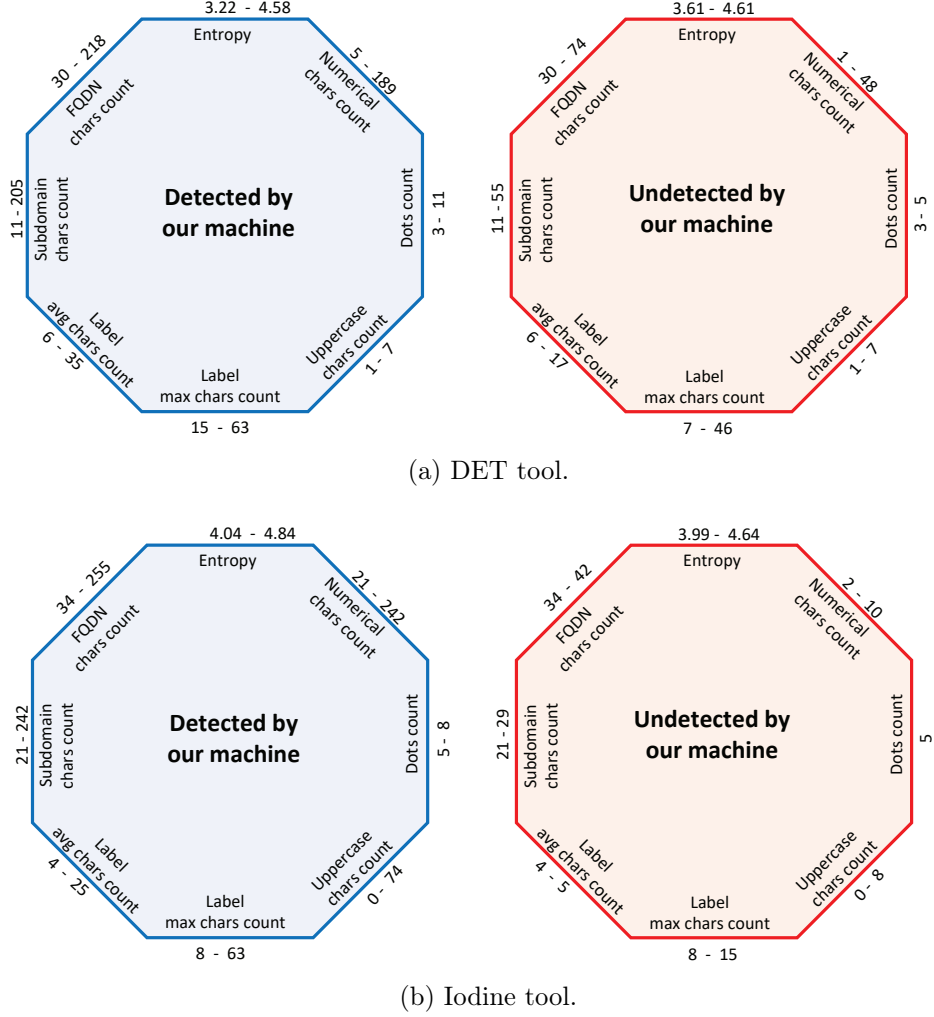 3.22 - 4.58
Entropy
5 - 189
Numerical
chars count
Dots count
3 - 11
Uppercase
chars count
1 - 7
Label
max chars count
15 - 63
Label
avg chars count
6 - 35
Subdomain
chars count
11 - 205
FQDN
chars count
30 - 218
Detected by
our machine
3.61 - 4.61
Entropy
1 - 48
Numerical
chars count
Dots count
3 - 5
Uppercase
chars count
1 - 7
Label
max chars count
7 - 46
Label
avg chars count
6 - 17
Subdomain
chars count
11 - 55
FQDN
chars count
30 - 74
Undetected by
our machine
(a) DET tool.
4.04 - 4.84
Entropy
21 - 242
Numerical
chars count
Dots count
5 - 8
Uppercase
chars count
0 - 74
Label
max chars count
8 - 63
Label
avg chars count
4 - 25
Subdomain
chars count
21 - 242
FQDN
chars count
34 - 255
Detected by
our machine
3.99 - 4.64
Entropy
2 - 10
Numerical
chars count
Dots count
5
Uppercase
chars count
0 - 8
Label
max chars count
8 - 15
Label
avg chars count
4 - 5
Subdomain
chars count
21 - 29
FQDN
chars count
34 - 42
Undetected by
our machine
(b) Iodine tool.